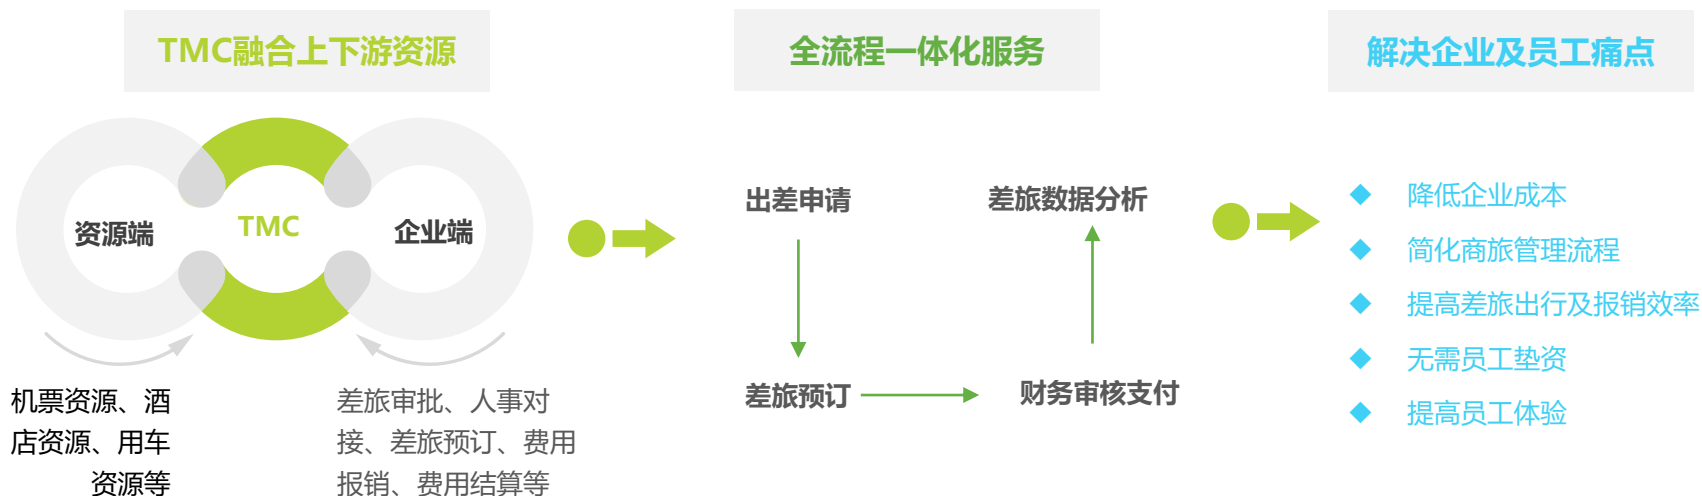 TMC融合上下游资源
资源端
TMC
企业端
机票资源、酒
店资源、用车
资源等
差旅审批、人事对
接、差旅预订、费用
报销、费用结算等
全流程一体化服务
出差申请
差旅数据分析
差旅预订
财务审核支付
解决企业及员工痛点
降低企业成本
简化商旅管理流程
提高差旅出行及报销效率
无需员工垫资
提高员工体验